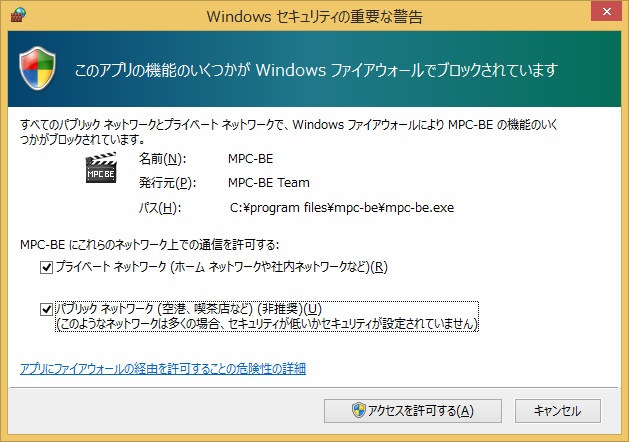 Windows セキュリティの重要な警告
このアプリの機能のいくつかが Windows ファイアウォールでブロックされています
すべてのパブリック ネットワークとプライベート ネットワークで、Windows ファイアウォールにより MPC-BE の機能のいく
つかがブロックされています。
MPC BE
名前(N): MPC-BE
発行元(P): MPC-BE Team
パス(H): C:¥program files¥mpc-be¥mpc-be.exe
MPC-BE にこれらのネットワーク上での通信を許可する:
プライベート ネットワーク (ホーム ネットワークや社内ネットワークなど)(R)
パブリック ネットワーク (空港、喫茶店など) (非推奨)(U)
(このようなネットワークは多くの場合、セキュリティが低いかセキュリティが設定されていません)
アプリにファイアウォールの経由を許可することの危険性の詳細
アクセスを許可する(A) キャンセル